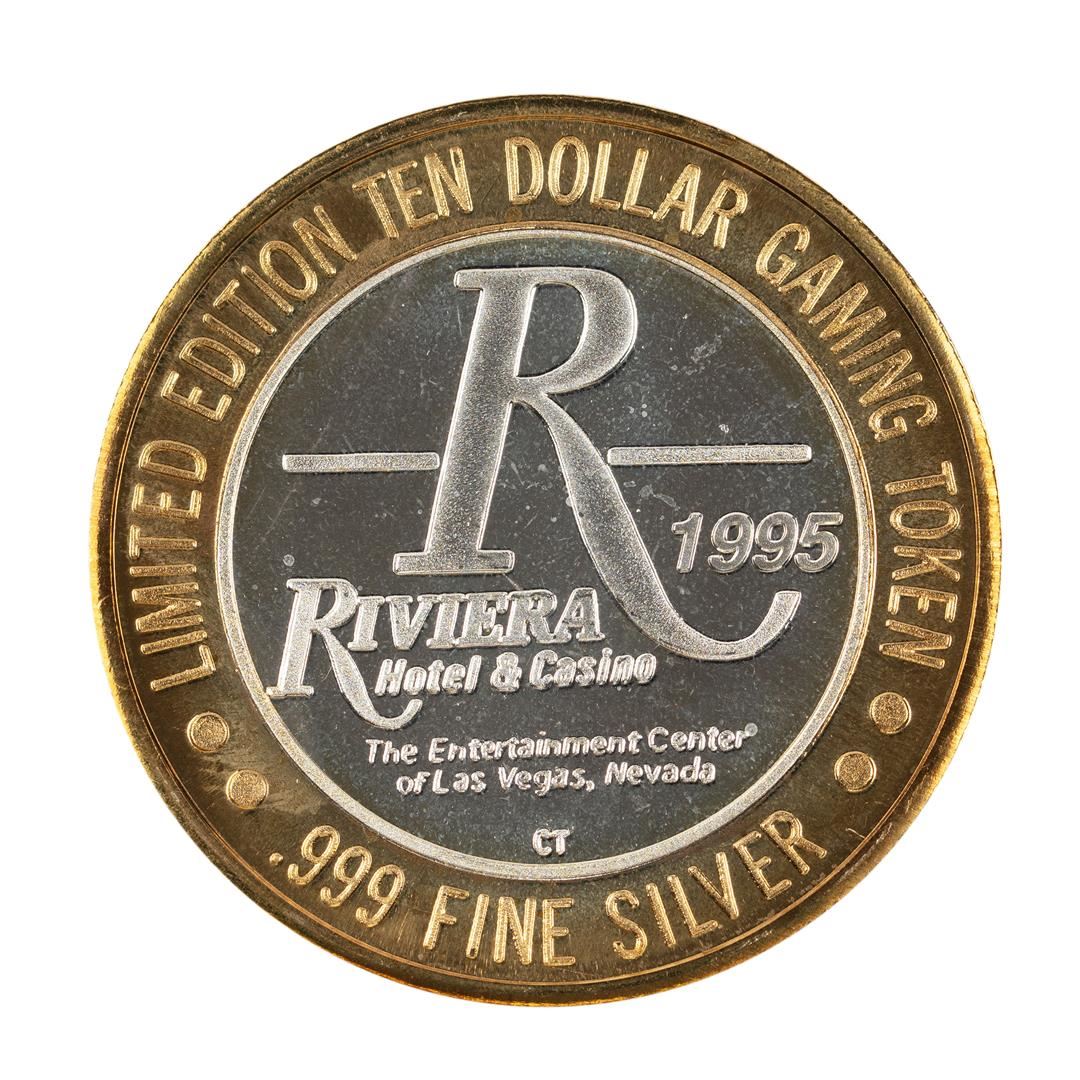 LIMITED EDITION TEN DOLLAR GAMING TOKEN
R
1995
RIVIERA
Hotel & Casino
The Entertainment Center®
of Las Vegas, Nevada
CT
.999 FINE SILVER